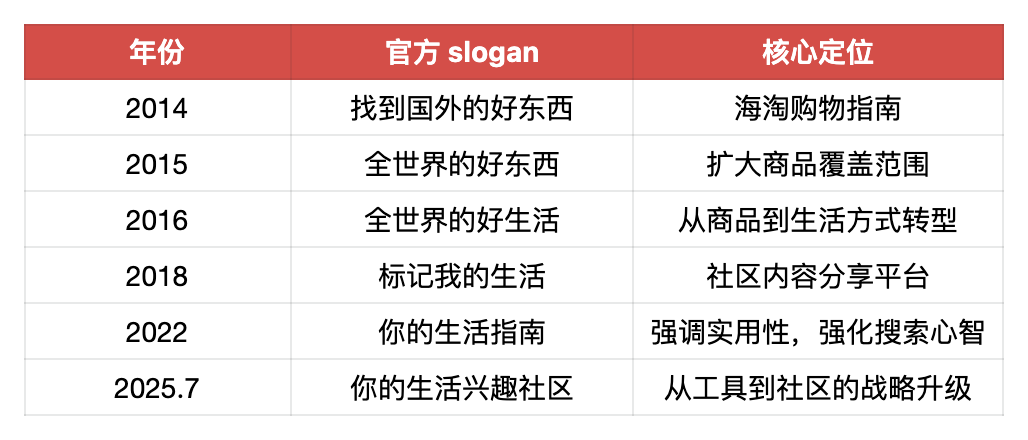 年份 官方 slogan 核心定位
2014 找到国外的好东西 海淘购物指南
2015 全世界的好东西 扩大商品覆盖范围
2016 全世界的好生活 从商品到生活方式转型
2018 标记我的生活 社区内容分享平台
2022 你的生活指南 强调实用性，强化搜索心智
2025.7 你的生活兴趣社区 从工具到社区的战略升级